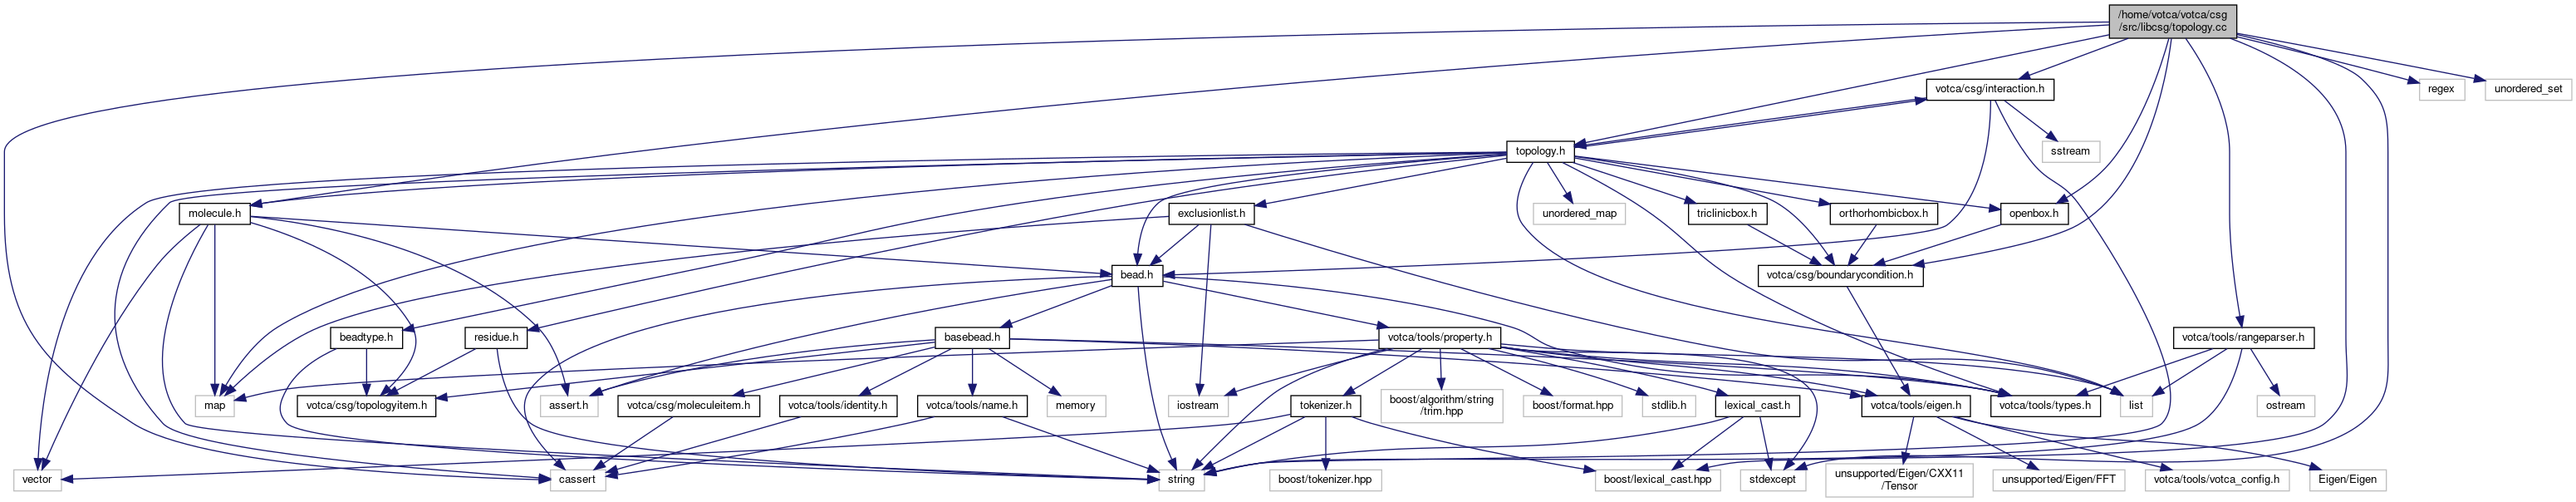 /home/votca/votca/csg
/src/libcsg/topology.cc
votca/csg/interaction.h
regex
unordered_set
topology.h
sstream
molecule.h
exclusionlist.h
unordered_map
triclinicbox.h
orthorhombicbox.h
openbox.h
bead.h
votca/csg/boundarycondition.h
beadtype.h
residue.h
basebead.h
votca/tools/property.h
votca/tools/rangeparser.h
map
votca/csg/topologyitem.h
assert.h
votca/csg/moleculeitem.h
votca/tools/identity.h
votca/tools/name.h
memory
iostream
tokenizer.h
boost/algorithm/string
/trim.hpp
boost/format.hpp
stdlib.h
lexical_cast.h
votca/tools/eigen.h
votca/tools/types.h
list
ostream
vector
cassert
string
boost/tokenizer.hpp
boost/lexical_cast.hpp
stdexcept
unsupported/Eigen/CXX11
/Tensor
unsupported/Eigen/FFT
votca/tools/votca_config.h
Eigen/Eigen